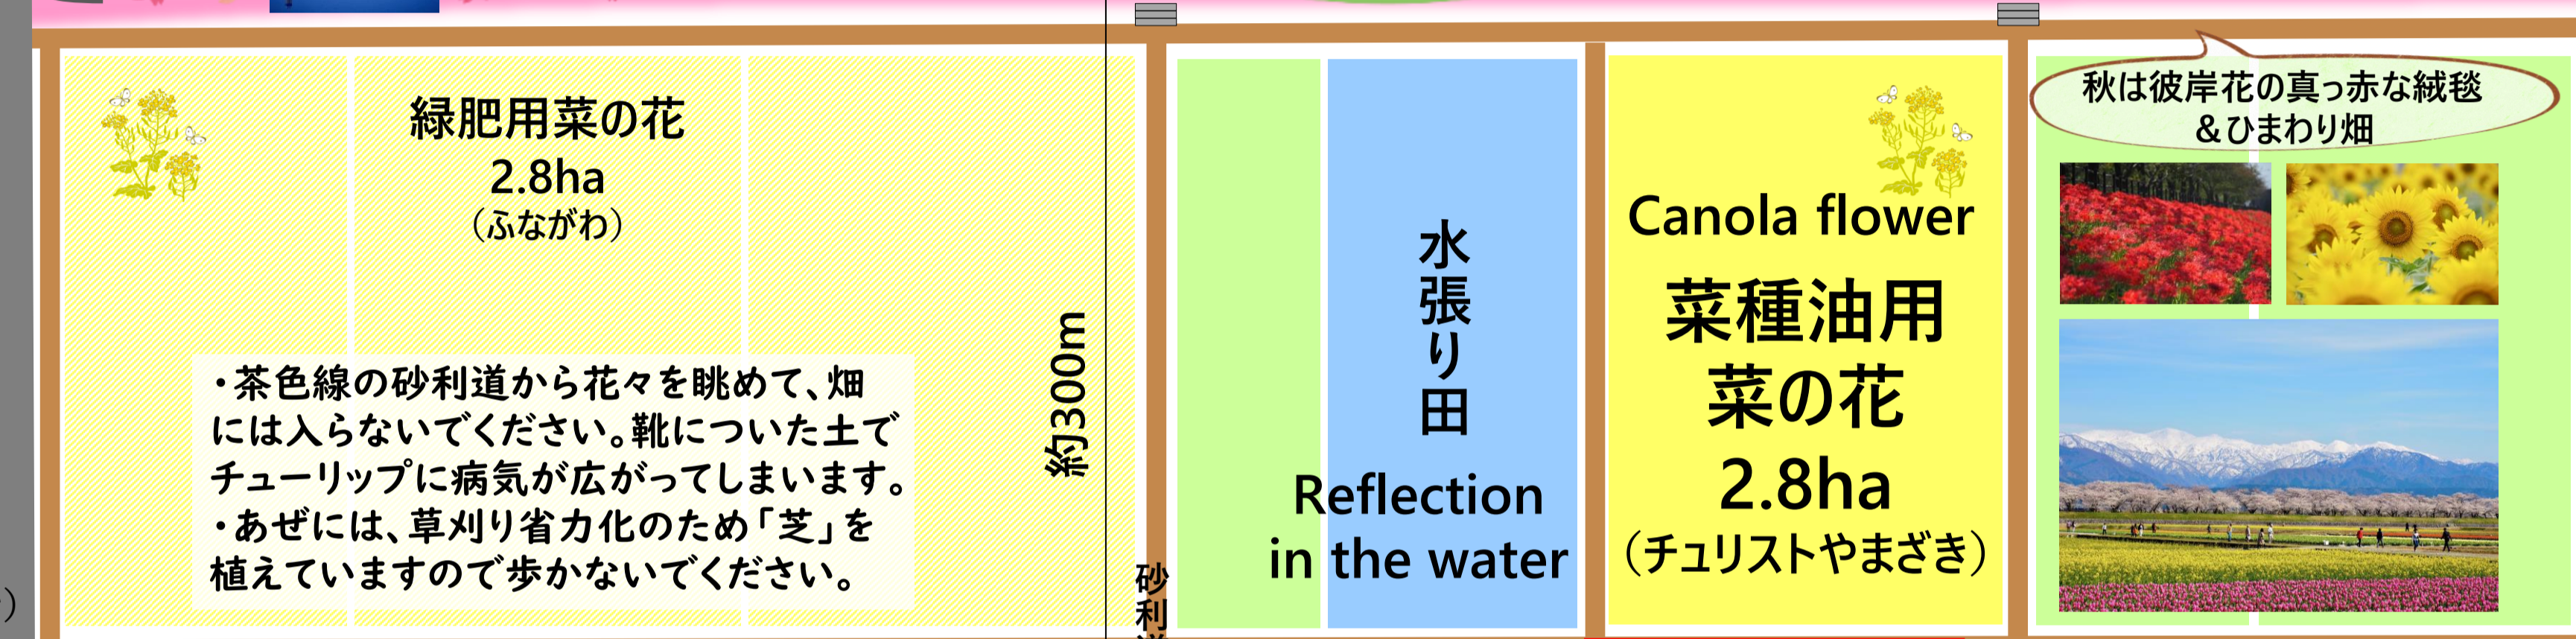 緑肥用菜の花
2.8ha
（ふながわ）
・茶色線の砂利道から花々を眺めて、畑
には入らないでください。靴についた土で
チューリップに病気が広がってしまいます。
・あぜには、草刈り省力化のため「芝」を
植えていますので歩かないでください。
約300m
砂利
水張り田
Reflection
in the water
Canola flower
菜種油用
菜の花
2.8ha
（チュリストやまざき）
秋は彼岸花の真っ赤な絨毯
＆ひまわり畑